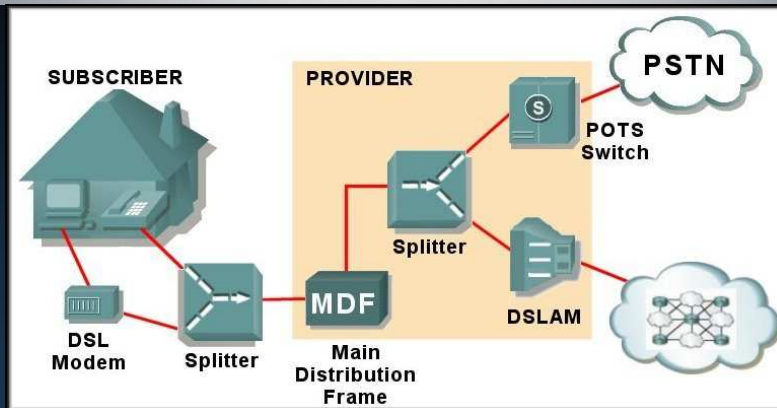 SUBSCRIBER
PROVIDER
PSTN
S
POTS
Switch
Splitter
MDF
DSLAM
DSL
Modem
Splitter
Main
Distribution
Frame